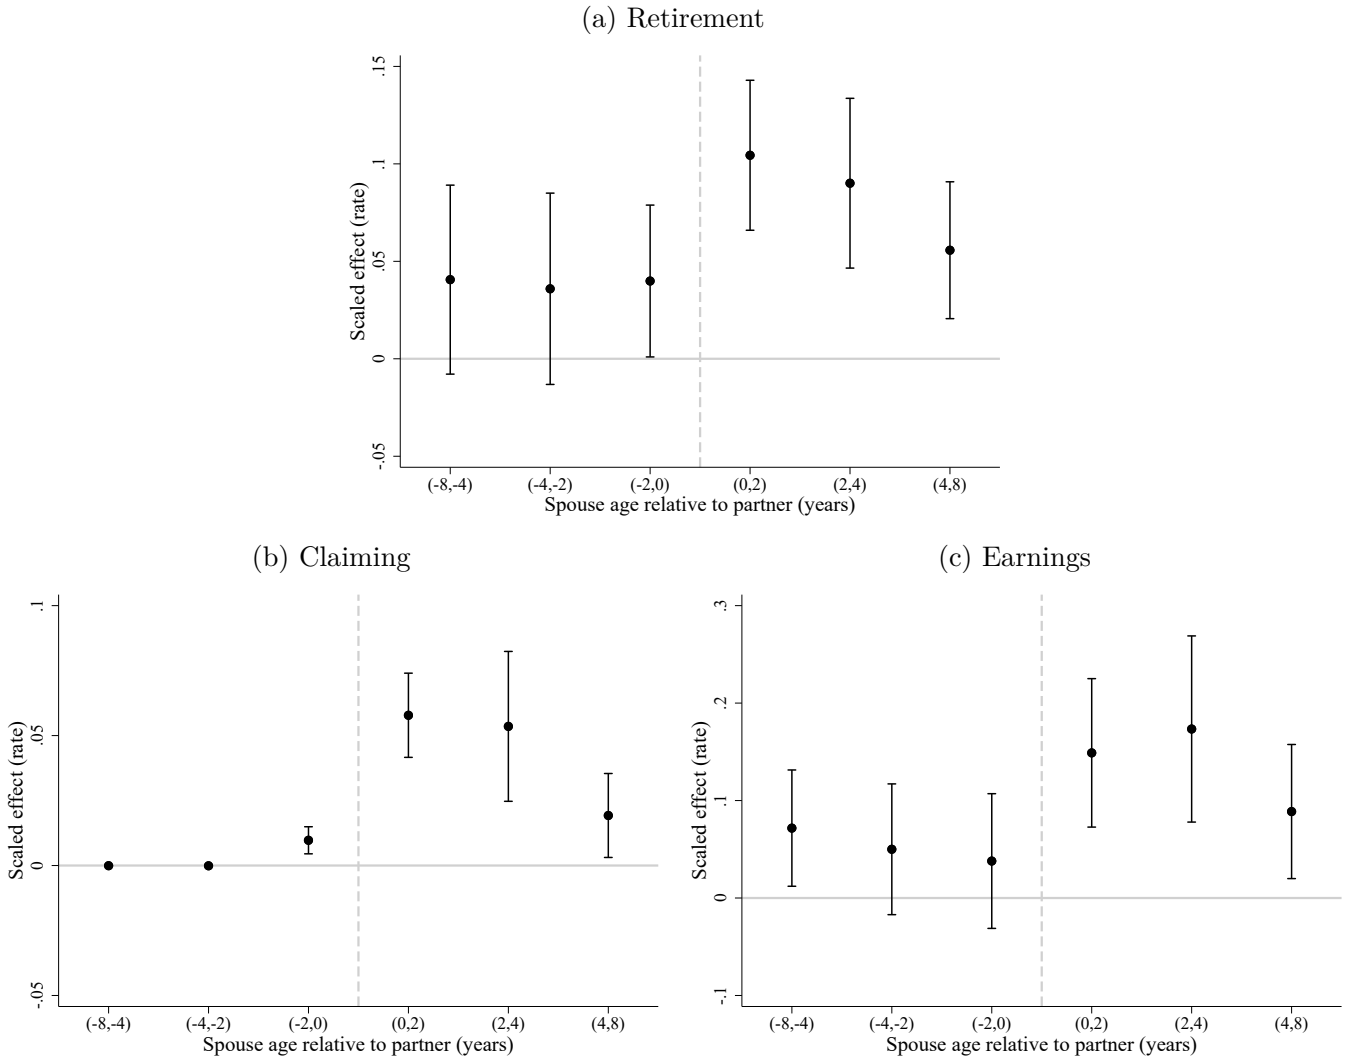 (a) Retirement
Scaled effect (rate)
.15
.1
.05
0
-.05
(-8,-4) (-4,-2) (-2,0) (0,2) (2,4) (4,8)
Spouse age relative to partner (years)
(b) Claiming
Scaled effect (rate)
.1
.05
0
-.05
(-8,-4) (-4,-2) (-2,0) (0,2) (2,4) (4,8)
Spouse age relative to partner (years)
(c) Earnings
Scaled effect (rate)
.3
.2
.1
0
-.1
(-8,-4) (-4,-2) (-2,0) (0,2) (2,4) (4,8)
Spouse age relative to partner (years)